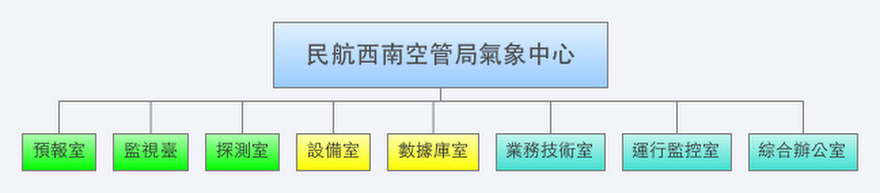 民航西南空管局氣象中心
預報室
監視臺
探測室
設備室
數據庫室
業務技術室
運行監控室
綜合辦公室